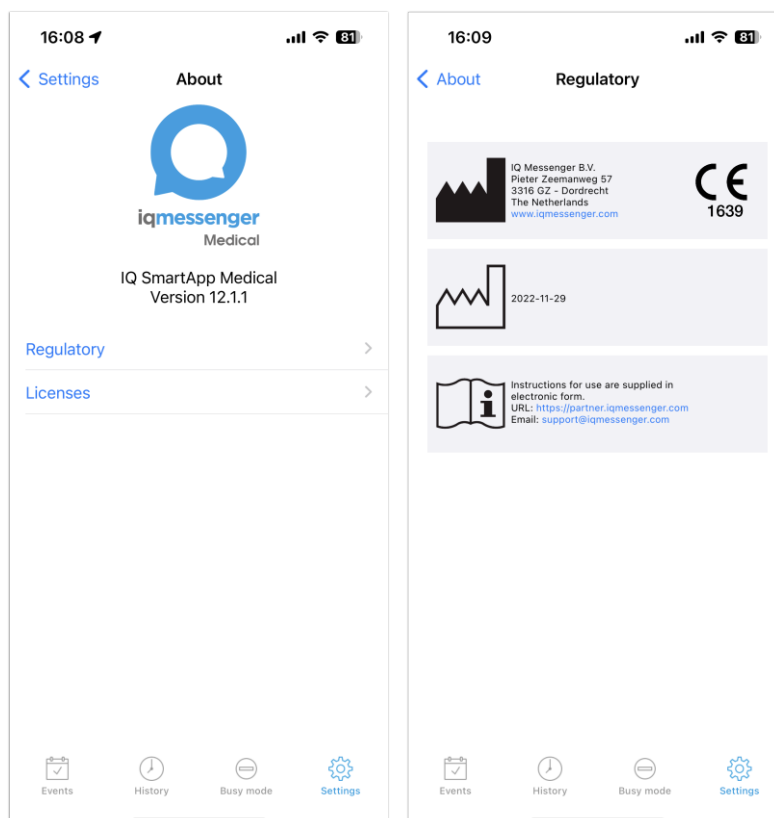 16:08
81
Settings
About
iqmessenger
Medical
IQ SmartApp Medical
Version 12.1.1
Regulatory
Licenses
Events
History
Busy mode
Settings
16:09
81
About
Regulatory
IQ Messenger B.V.
Pieter Zeemanweg 57
3316 GZ - Dordrecht
The Netherlands
www.iqmessenger.com
CE
1639
2022-11-29
Instructions for use are supplied in
electronic form.
URL: https://partner.iqmessenger.com
Email: support@iqmessenger.com
Events
History
Busy mode
Settings